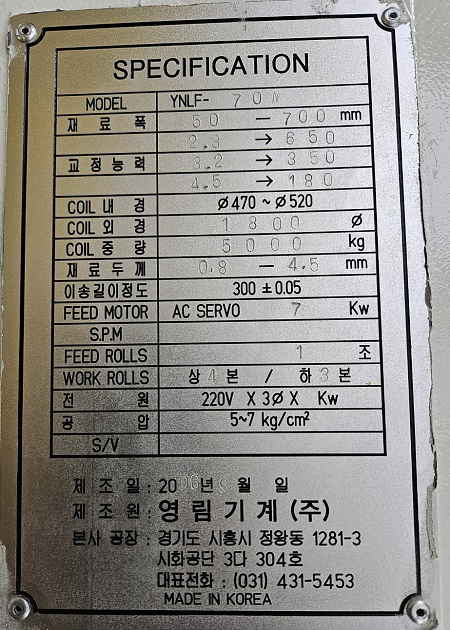 SPECIFICATION
MODEL YNLF- 70W
재 료 폭 50 — 700 mm
2.3 → 650
교 정 능 력 3.2 → 350
4.5 → 180
COIL 내 경 Ø470 ~ Ø520
COIL 외 경 1800 Ø
COIL 중 량 5000 kg
재 료 두 께 0.8 — 4.5 mm
이송길이정도 300 ± 0.05
FEED MOTOR AC SERVO 7 Kw
S.P.M
FEED ROLLS 1 조
WORK ROLLS 상 4 본 / 하 3 본
전 원 220V X 3Ø X Kw
공 압 5~7 kg/cm²
S/V
제 조 일 : 2006년 월 일
제 조 원 : 영 림 기 계 (주)
본사 공장 : 경기도 시흥시 정왕동 1281-3
시화공단 3다 304호
대표전화 : (031) 431-5453
MADE IN KOREA